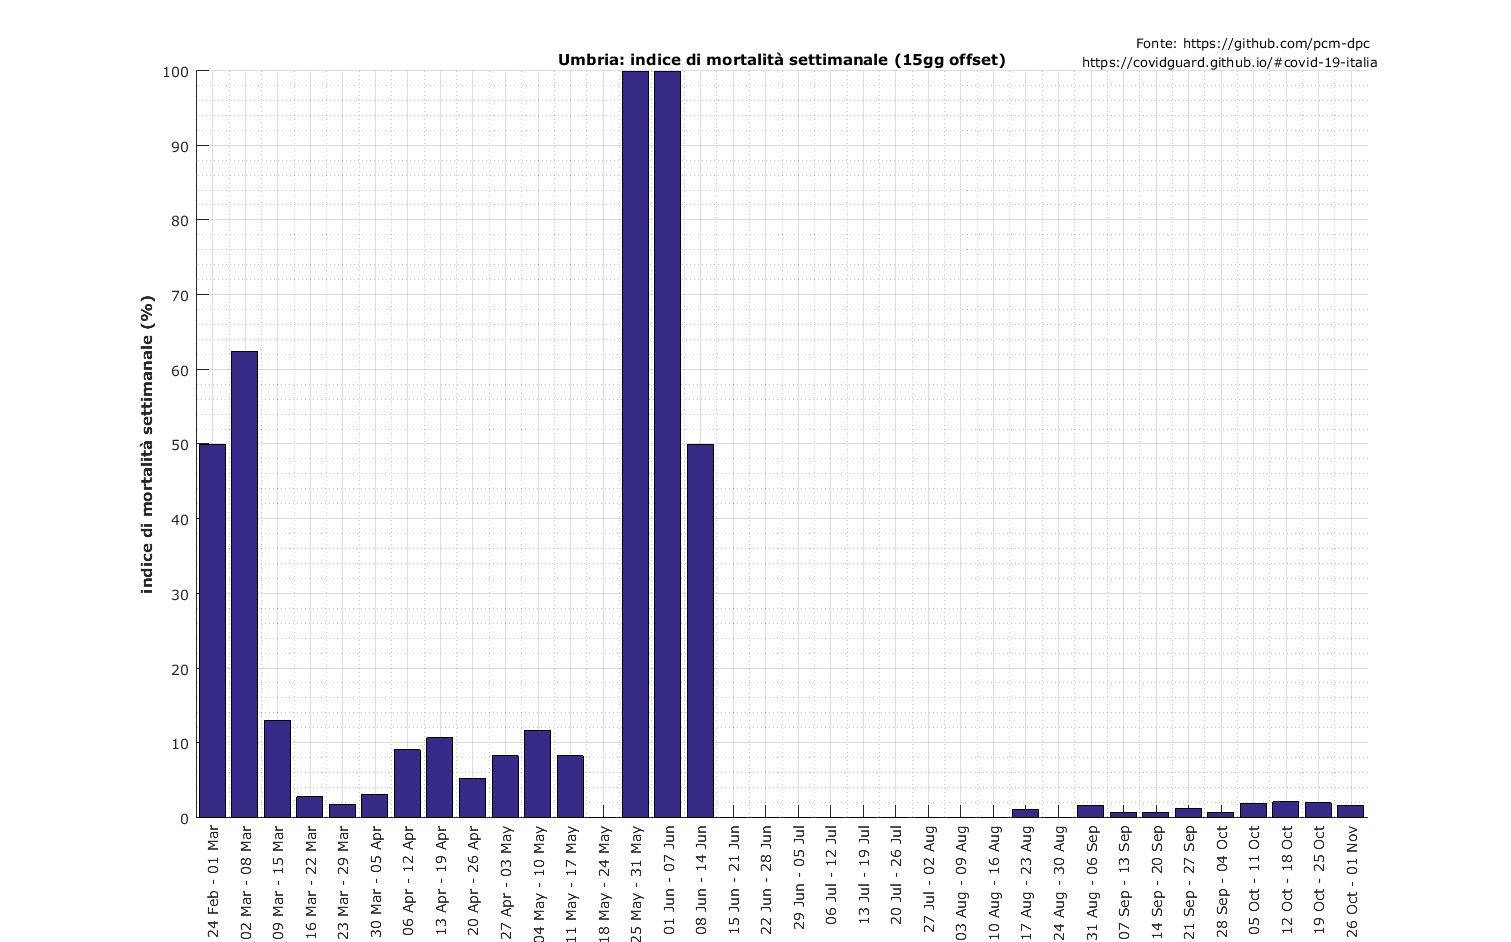 Fonte: https://github.com/pcm-dpc
https://covidguard.github.io/#covid-19-italia
Umbria: indice di mortalità settimanale (15gg offset)
indice di mortalità settimanale (%)
100
90
80
70
60
50
40
30
20
10
0
24 Feb - 01 Mar
02 Mar - 08 Mar
09 Mar - 15 Mar
16 Mar - 22 Mar
23 Mar - 29 Mar
30 Mar - 05 Apr
06 Apr - 12 Apr
13 Apr - 19 Apr
20 Apr - 26 Apr
27 Apr - 03 May
04 May - 10 May
11 May - 17 May
18 May - 24 May
25 May - 31 May
01 Jun - 07 Jun
08 Jun - 14 Jun
15 Jun - 21 Jun
22 Jun - 28 Jun
29 Jun - 05 Jul
06 Jul - 12 Jul
13 Jul - 19 Jul
20 Jul - 26 Jul
27 Jul - 02 Aug
03 Aug - 09 Aug
10 Aug - 16 Aug
17 Aug - 23 Aug
24 Aug - 30 Aug
31 Aug - 06 Sep
07 Sep - 13 Sep
14 Sep - 20 Sep
21 Sep - 27 Sep
28 Sep - 04 Oct
05 Oct - 11 Oct
12 Oct - 18 Oct
19 Oct - 25 Oct
26 Oct - 01 Nov